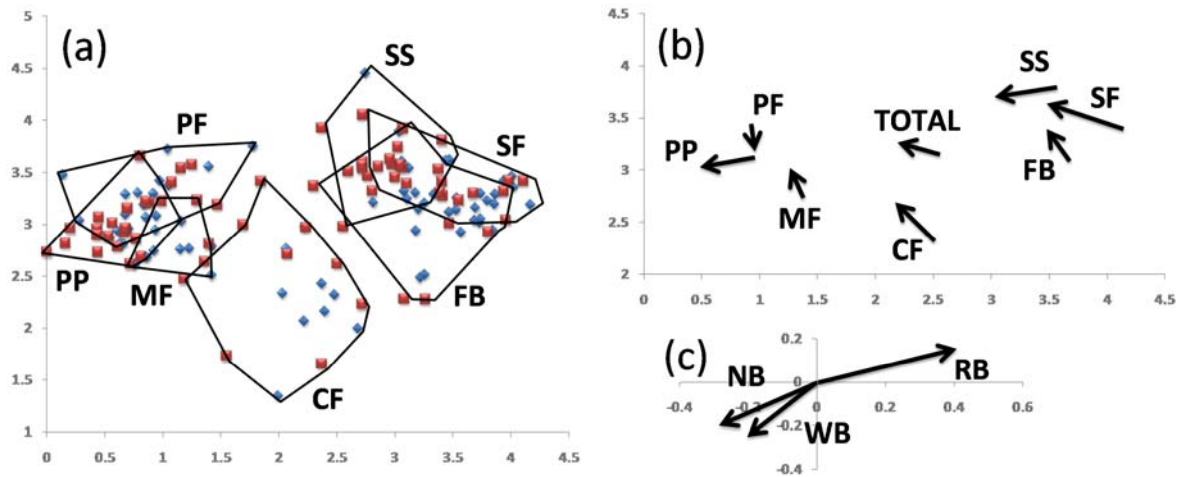 (a)
5
4.5
4
3.5
3
2.5
2
1.5
1
0 0.5 1 1.5 2 2.5 3 3.5 4 4.5
SS
PF
SF
PP
MF
FB
CF
(b)
4.5
4
3.5
3
2.5
2
0 0.5 1 1.5 2 2.5 3 3.5 4 4.5
SS
PF
SF
TOTAL
PP
FB
MF
CF
(c)
0.2
0
-0.2
-0.4
-0.4 -0.2 0 0.2 0.4 0.6
NB
RB
WB